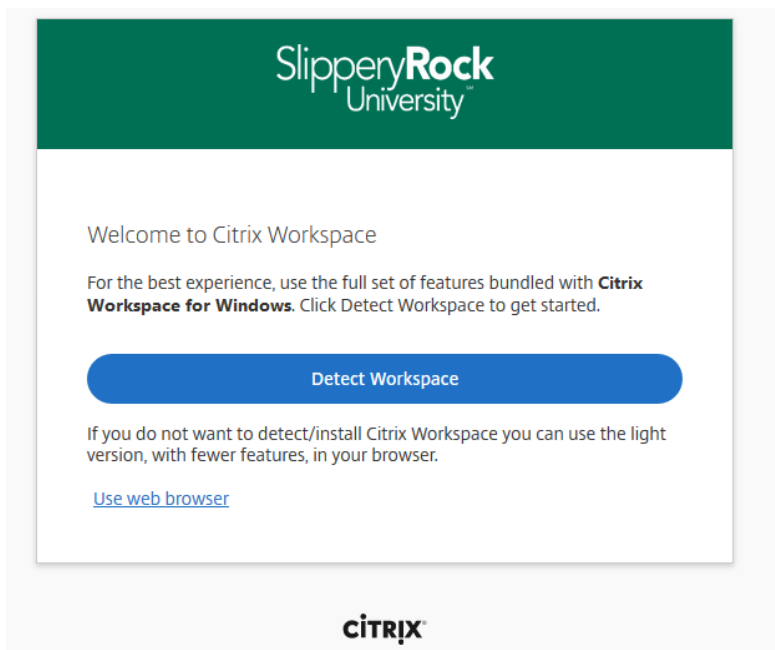 SlipperyRock
University℠
Welcome to Citrix Workspace
For the best experience, use the full set of features bundled with Citrix
Workspace for Windows. Click Detect Workspace to get started.
Detect Workspace
If you do not want to detect/install Citrix Workspace you can use the light
version, with fewer features, in your browser.
Use web browser
citrix